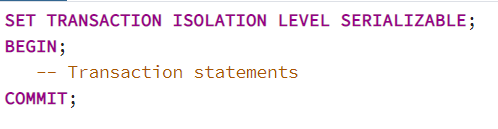 SET TRANSACTION ISOLATION LEVEL SERIALIZABLE;
BEGIN;
   -- Transaction statements
COMMIT;